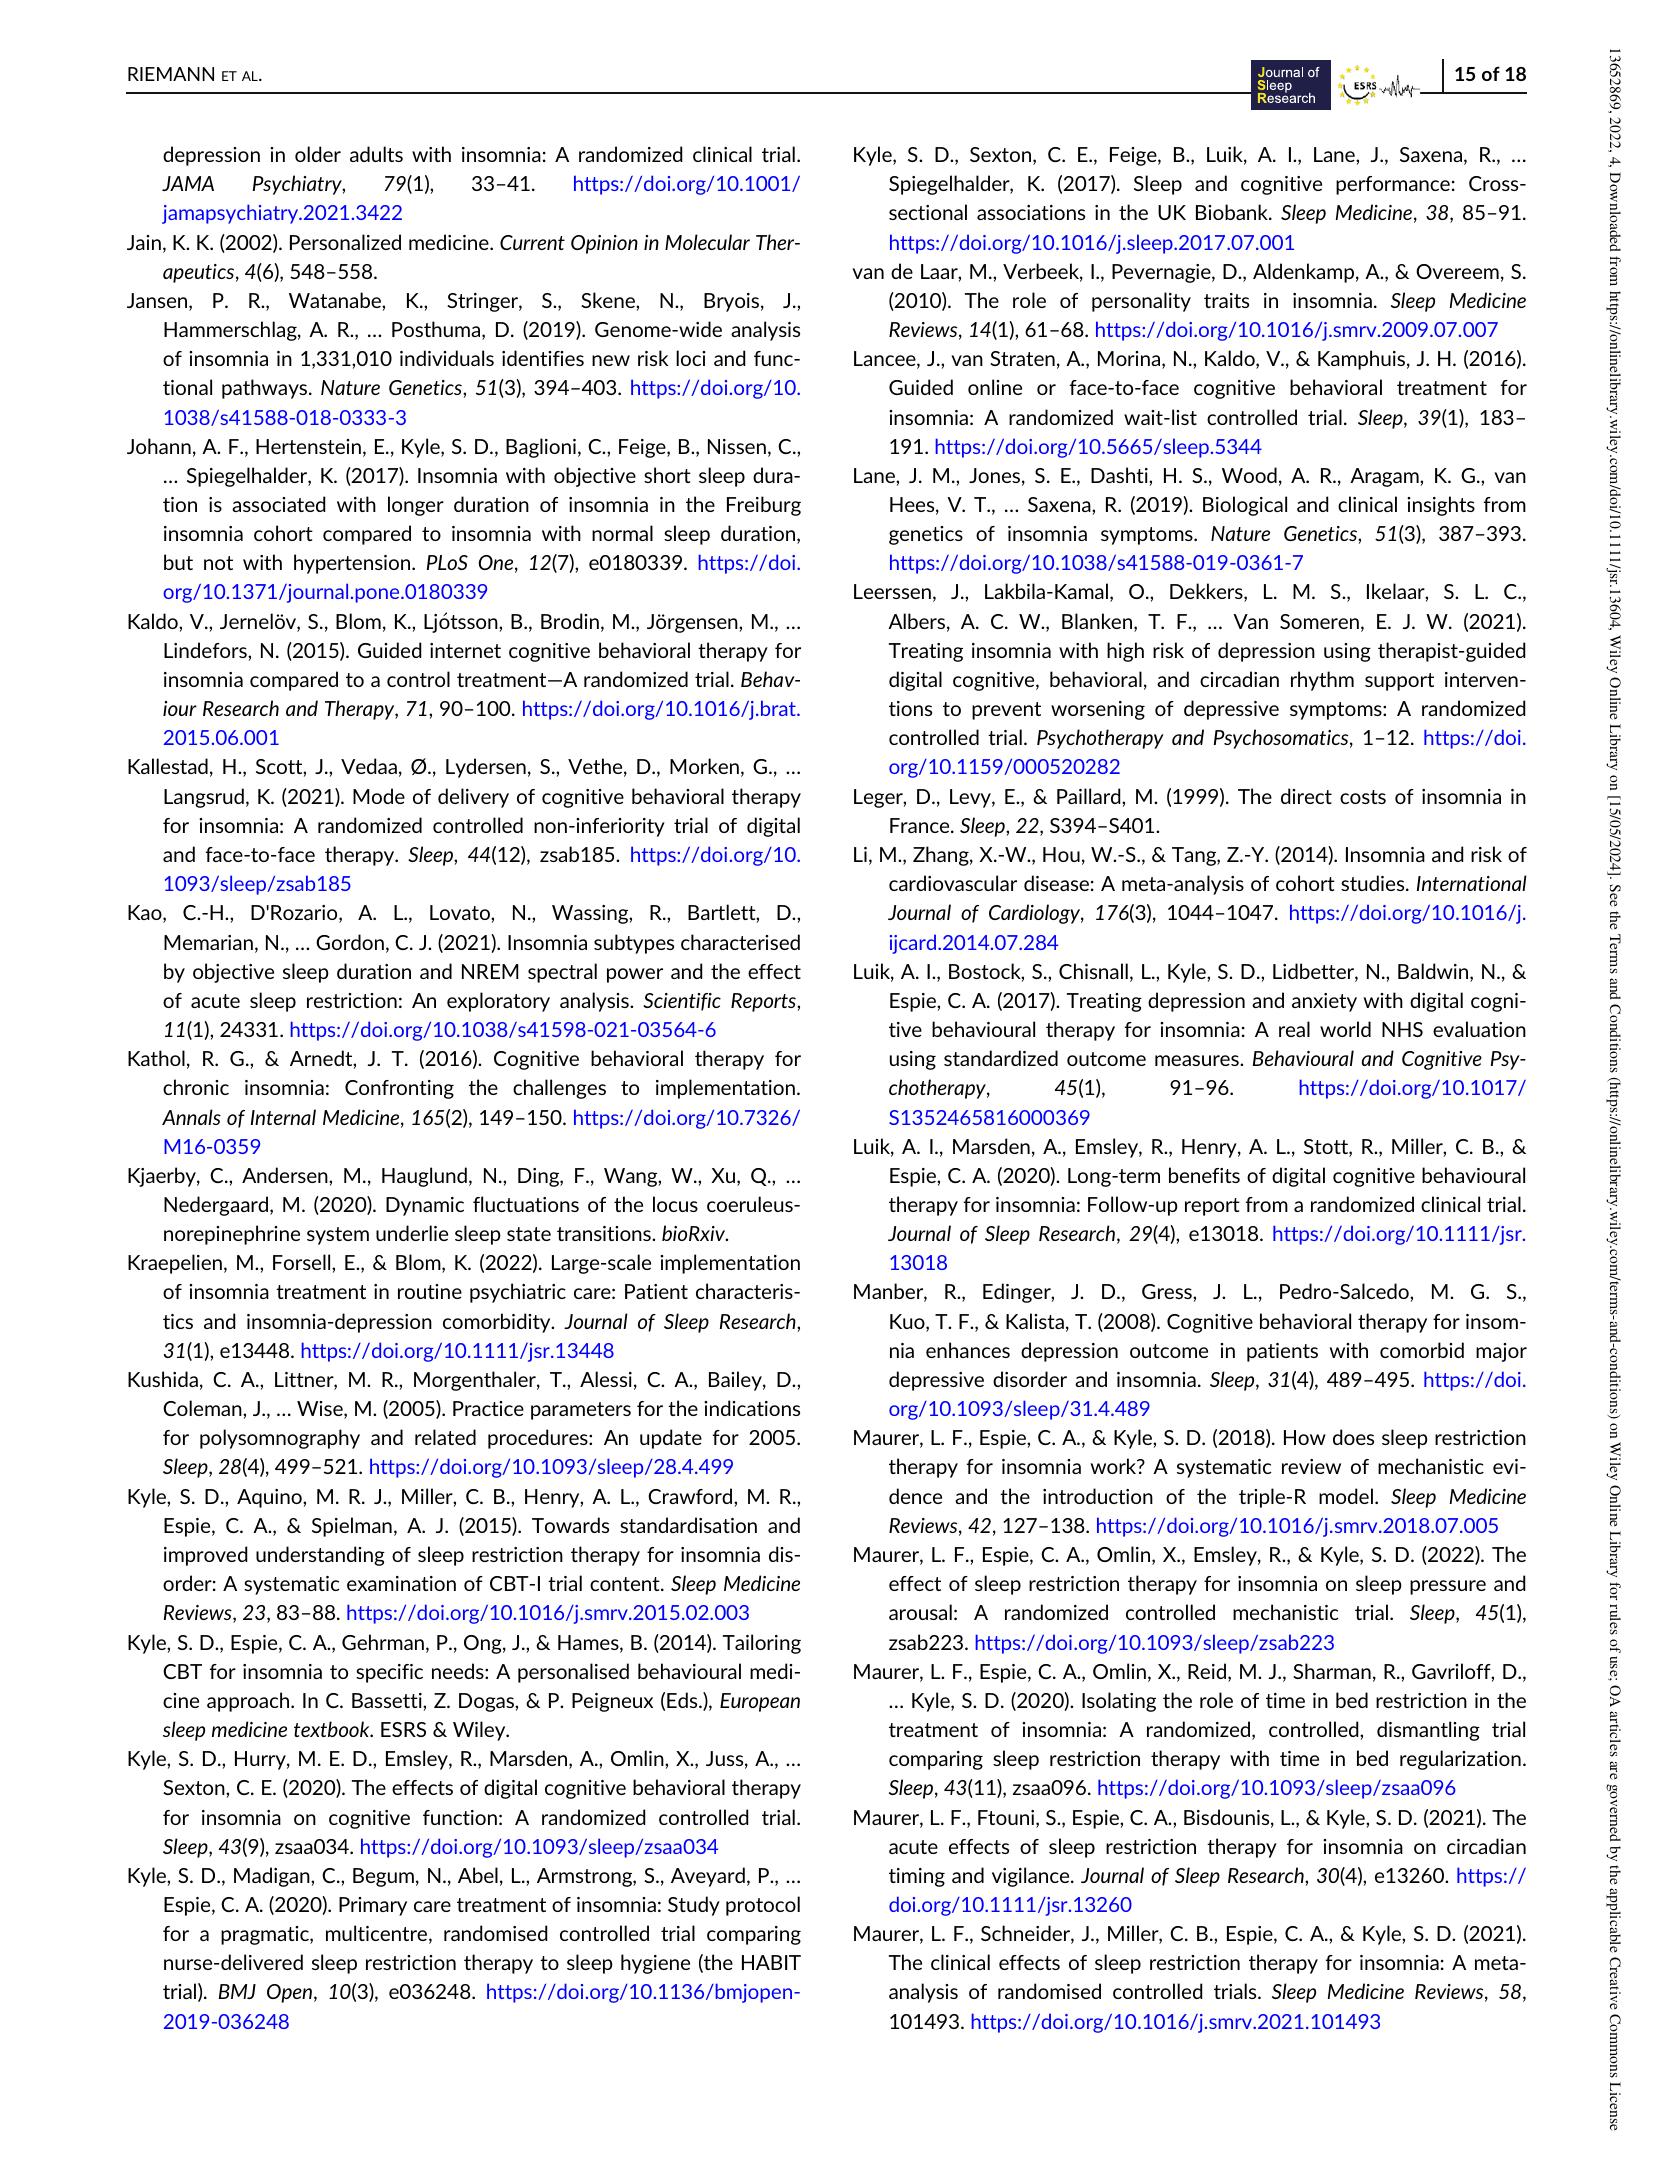 RIEMANN ET AL.
Journal of
Sleep
Research
ESRS
15 of 18
depression in older adults with insomnia: A randomized clinical trial.
JAMA Psychiatry, 79(1), 33–41. https://doi.org/10.1001/
jamapsychiatry.2021.3422
Jain, K. K. (2002). Personalized medicine. Current Opinion in Molecular Ther-
apeutics, 4(6), 548–558.
Jansen, P. R., Watanabe, K., Stringer, S., Skene, N., Bryois, J.,
Hammerschlag, A. R., … Posthuma, D. (2019). Genome-wide analysis
of insomnia in 1,331,010 individuals identifies new risk loci and func-
tional pathways. Nature Genetics, 51(3), 394–403. https://doi.org/10.
1038/s41588-018-0333-3
Johann, A. F., Hertenstein, E., Kyle, S. D., Baglioni, C., Feige, B., Nissen, C.,
… Spiegelhalder, K. (2017). Insomnia with objective short sleep dura-
tion is associated with longer duration of insomnia in the Freiburg
insomnia cohort compared to insomnia with normal sleep duration,
but not with hypertension. PLoS One, 12(7), e0180339. https://doi.
org/10.1371/journal.pone.0180339
Kaldo, V., Jernelöv, S., Blom, K., Ljótsson, B., Brodin, M., Jörgensen, M., …
Lindefors, N. (2015). Guided internet cognitive behavioral therapy for
insomnia compared to a control treatment—A randomized trial. Behav-
iour Research and Therapy, 71, 90–100. https://doi.org/10.1016/j.brat.
2015.06.001
Kallestad, H., Scott, J., Vedaa, Ø., Lydersen, S., Vethe, D., Morken, G., …
Langsrud, K. (2021). Mode of delivery of cognitive behavioral therapy
for insomnia: A randomized controlled non-inferiority trial of digital
and face-to-face therapy. Sleep, 44(12), zsab185. https://doi.org/10.
1093/sleep/zsab185
Kao, C.-H., D'Rozario, A. L., Lovato, N., Wassing, R., Bartlett, D.,
Memarian, N., … Gordon, C. J. (2021). Insomnia subtypes characterised
by objective sleep duration and NREM spectral power and the effect
of acute sleep restriction: An exploratory analysis. Scientific Reports,
11(1), 24331. https://doi.org/10.1038/s41598-021-03564-6
Kathol, R. G., & Arnedt, J. T. (2016). Cognitive behavioral therapy for
chronic insomnia: Confronting the challenges to implementation.
Annals of Internal Medicine, 165(2), 149–150. https://doi.org/10.7326/
M16-0359
Kjaerby, C., Andersen, M., Hauglund, N., Ding, F., Wang, W., Xu, Q., …
Nedergaard, M. (2020). Dynamic fluctuations of the locus coeruleus-
norepinephrine system underlie sleep state transitions. bioRxiv.
Kraepelien, M., Forsell, E., & Blom, K. (2022). Large-scale implementation
of insomnia treatment in routine psychiatric care: Patient characteris-
tics and insomnia-depression comorbidity. Journal of Sleep Research,
31(1), e13448. https://doi.org/10.1111/jsr.13448
Kushida, C. A., Littner, M. R., Morgenthaler, T., Alessi, C. A., Bailey, D.,
Coleman, J., … Wise, M. (2005). Practice parameters for the indications
for polysomnography and related procedures: An update for 2005.
Sleep, 28(4), 499–521. https://doi.org/10.1093/sleep/28.4.499
Kyle, S. D., Aquino, M. R. J., Miller, C. B., Henry, A. L., Crawford, M. R.,
Espie, C. A., & Spielman, A. J. (2015). Towards standardisation and
improved understanding of sleep restriction therapy for insomnia dis-
order: A systematic examination of CBT-I trial content. Sleep Medicine
Reviews, 23, 83–88. https://doi.org/10.1016/j.smrv.2015.02.003
Kyle, S. D., Espie, C. A., Gehrman, P., Ong, J., & Hames, B. (2014). Tailoring
CBT for insomnia to specific needs: A personalised behavioural medi-
cine approach. In C. Bassetti, Z. Dogas, & P. Peigneux (Eds.), European
sleep medicine textbook. ESRS & Wiley.
Kyle, S. D., Hurry, M. E. D., Emsley, R., Marsden, A., Omlin, X., Juss, A., …
Sexton, C. E. (2020). The effects of digital cognitive behavioral therapy
for insomnia on cognitive function: A randomized controlled trial.
Sleep, 43(9), zsaa034. https://doi.org/10.1093/sleep/zsaa034
Kyle, S. D., Madigan, C., Begum, N., Abel, L., Armstrong, S., Aveyard, P., …
Espie, C. A. (2020). Primary care treatment of insomnia: Study protocol
for a pragmatic, multicentre, randomised controlled trial comparing
nurse-delivered sleep restriction therapy to sleep hygiene (the HABIT
trial). BMJ Open, 10(3), e036248. https://doi.org/10.1136/bmjopen-
2019-036248
Kyle, S. D., Sexton, C. E., Feige, B., Luik, A. I., Lane, J., Saxena, R., …
Spiegelhalder, K. (2017). Sleep and cognitive performance: Cross-
sectional associations in the UK Biobank. Sleep Medicine, 38, 85–91.
https://doi.org/10.1016/j.sleep.2017.07.001
van de Laar, M., Verbeek, I., Pevernagie, D., Aldenkamp, A., & Overeem, S.
(2010). The role of personality traits in insomnia. Sleep Medicine
Reviews, 14(1), 61–68. https://doi.org/10.1016/j.smrv.2009.07.007
Lancee, J., van Straten, A., Morina, N., Kaldo, V., & Kamphuis, J. H. (2016).
Guided online or face-to-face cognitive behavioral treatment for
insomnia: A randomized wait-list controlled trial. Sleep, 39(1), 183–
191. https://doi.org/10.5665/sleep.5344
Lane, J. M., Jones, S. E., Dashti, H. S., Wood, A. R., Aragam, K. G., van
Hees, V. T., … Saxena, R. (2019). Biological and clinical insights from
genetics of insomnia symptoms. Nature Genetics, 51(3), 387–393.
https://doi.org/10.1038/s41588-019-0361-7
Leerssen, J., Lakbila-Kamal, O., Dekkers, L. M. S., Ikelaar, S. L. C.,
Albers, A. C. W., Blanken, T. F., … Van Someren, E. J. W. (2021).
Treating insomnia with high risk of depression using therapist-guided
digital cognitive, behavioral, and circadian rhythm support interven-
tions to prevent worsening of depressive symptoms: A randomized
controlled trial. Psychotherapy and Psychosomatics, 1–12. https://doi.
org/10.1159/000520282
Leger, D., Levy, E., & Paillard, M. (1999). The direct costs of insomnia in
France. Sleep, 22, S394–S401.
Li, M., Zhang, X.-W., Hou, W.-S., & Tang, Z.-Y. (2014). Insomnia and risk of
cardiovascular disease: A meta-analysis of cohort studies. International
Journal of Cardiology, 176(3), 1044–1047. https://doi.org/10.1016/j.
ijcard.2014.07.284
Luik, A. I., Bostock, S., Chisnall, L., Kyle, S. D., Lidbetter, N., Baldwin, N., &
Espie, C. A. (2017). Treating depression and anxiety with digital cogni-
tive behavioural therapy for insomnia: A real world NHS evaluation
using standardized outcome measures. Behavioural and Cognitive Psy-
chotherapy, 45(1), 91–96. https://doi.org/10.1017/
S1352465816000369
Luik, A. I., Marsden, A., Emsley, R., Henry, A. L., Stott, R., Miller, C. B., &
Espie, C. A. (2020). Long-term benefits of digital cognitive behavioural
therapy for insomnia: Follow-up report from a randomized clinical trial.
Journal of Sleep Research, 29(4), e13018. https://doi.org/10.1111/jsr.
13018
Manber, R., Edinger, J. D., Gress, J. L., Pedro-Salcedo, M. G. S.,
Kuo, T. F., & Kalista, T. (2008). Cognitive behavioral therapy for insom-
nia enhances depression outcome in patients with comorbid major
depressive disorder and insomnia. Sleep, 31(4), 489–495. https://doi.
org/10.1093/sleep/31.4.489
Maurer, L. F., Espie, C. A., & Kyle, S. D. (2018). How does sleep restriction
therapy for insomnia work? A systematic review of mechanistic evi-
dence and the introduction of the triple-R model. Sleep Medicine
Reviews, 42, 127–138. https://doi.org/10.1016/j.smrv.2018.07.005
Maurer, L. F., Espie, C. A., Omlin, X., Emsley, R., & Kyle, S. D. (2022). The
effect of sleep restriction therapy for insomnia on sleep pressure and
arousal: A randomized controlled mechanistic trial. Sleep, 45(1),
zsab223. https://doi.org/10.1093/sleep/zsab223
Maurer, L. F., Espie, C. A., Omlin, X., Reid, M. J., Sharman, R., Gavriloff, D.,
… Kyle, S. D. (2020). Isolating the role of time in bed restriction in the
treatment of insomnia: A randomized, controlled, dismantling trial
comparing sleep restriction therapy with time in bed regularization.
Sleep, 43(11), zsaa096. https://doi.org/10.1093/sleep/zsaa096
Maurer, L. F., Ftouni, S., Espie, C. A., Bisdounis, L., & Kyle, S. D. (2021). The
acute effects of sleep restriction therapy for insomnia on circadian
timing and vigilance. Journal of Sleep Research, 30(4), e13260. https://
doi.org/10.1111/jsr.13260
Maurer, L. F., Schneider, J., Miller, C. B., Espie, C. A., & Kyle, S. D. (2021).
The clinical effects of sleep restriction therapy for insomnia: A meta-
analysis of randomised controlled trials. Sleep Medicine Reviews, 58,
101493. https://doi.org/10.1016/j.smrv.2021.101493
13652869, 2022, 4, Downloaded from https://onlinelibrary.wiley.com/doi/10.1111/jsr.13604, Wiley Online Library on [15/05/2024]. See the Terms and Conditions (https://onlinelibrary.wiley.com/terms-and-conditions) on Wiley Online Library for rules of use; OA articles are governed by the applicable Creative Commons License